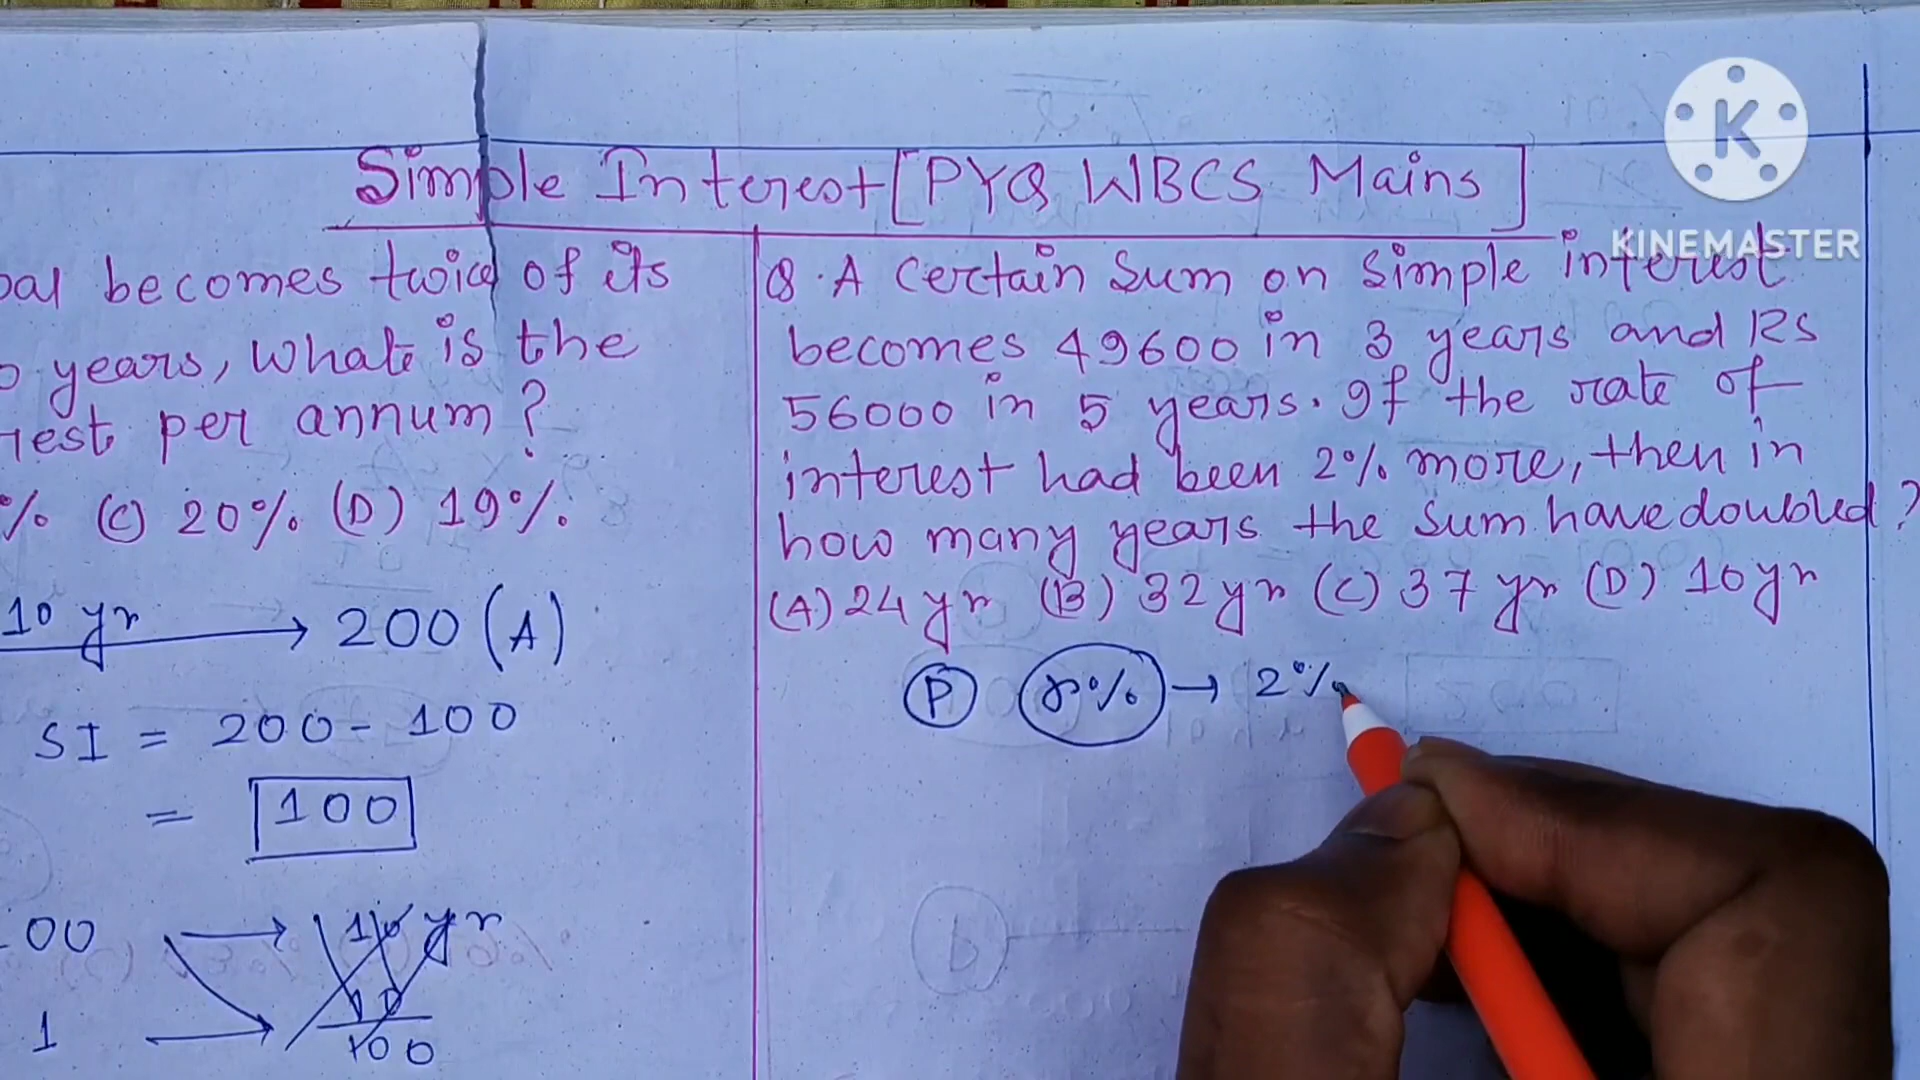 Simple Interest [PYQ WBCS Mains]
KINEMASTER
becomes twice of its
years, What is the
per annum?
% (C) 20% (D) 19%.
10 yr
200 (A)
SI = 200 - 100
= 100
00
10 yr
1
100
Q. A Certain Sum on Simple interest
becomes 49600 in 3 years and Rs
56000 in 5 years. If the rate of
interest had been 2% more, then in
how many years the sum have doubled?
(A) 24 yr (B) 32 yr (C) 37 yr (D) 10 yr
P r% → 2%